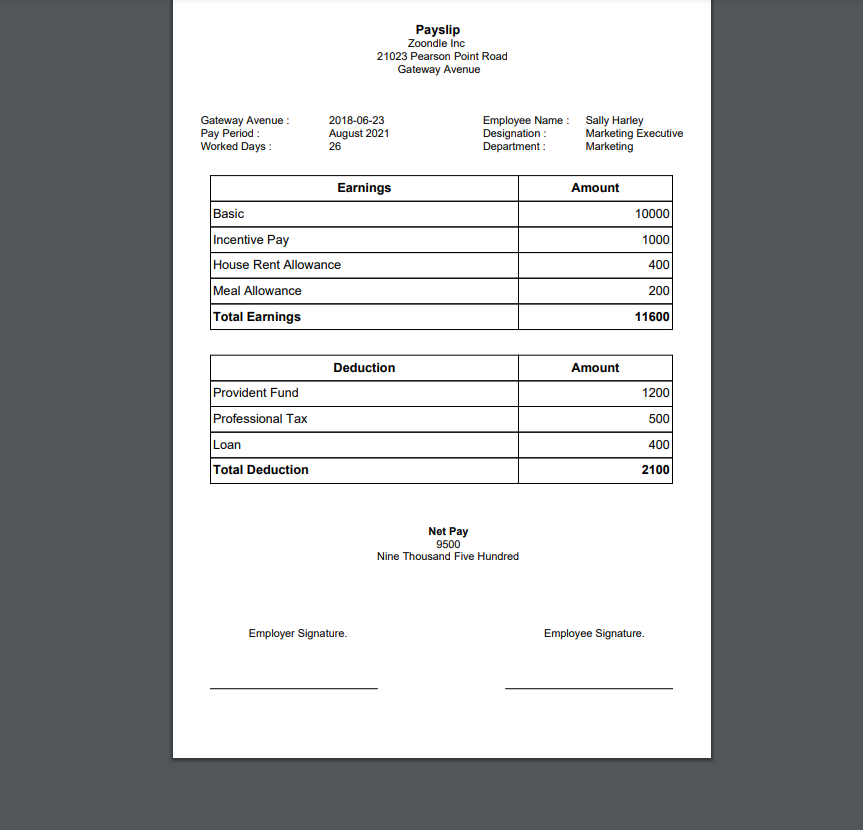 Payslip
Zoondle Inc
21023 Pearson Point Road
Gateway Avenue
Gateway Avenue : 2018-06-23 Employee Name : Sally Harley
Pay Period : August 2021 Designation : Marketing Executive
Worked Days : 26 Department : Marketing
Earnings Amount
Basic 10000
Incentive Pay 1000
House Rent Allowance 400
Meal Allowance 200
Total Earnings 11600
Deduction Amount
Provident Fund 1200
Professional Tax 500
Loan 400
Total Deduction 2100
Net Pay
9500
Nine Thousand Five Hundred
Employer Signature. Employee Signature.